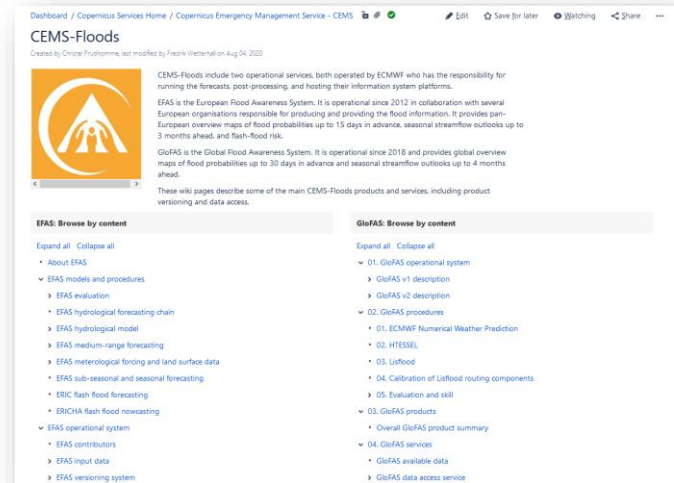 Dashboard / Copernicus Services Home / Copernicus Emergency Management Service - CEMS
Edit Save for later Watching Share ...
CEMS-Floods
Created by Christel Prudhomme, last modified by Fredrik Wetterhall on Aug 04, 2020
CEMS-Floods include two operational services, both operated by ECMWF who has the responsibility for
running the forecasts, post-processing, and hosting their information system platforms.
EFAS is the European Flood Awareness System. It is operational since 2012 in collaboration with several
European organisations responsible for producing and providing the flood information. It provides pan-
European overview maps of flood probabilities up to 15 days in advance, seasonal streamflow outlooks up to
3 months ahead, and flash-flood risk.
GloFAS is the Global Flood Awareness System. It is operational since 2018 and provides global overview
maps of flood probabilities up to 30 days in advance and seasonal streamflow outlooks up to 4 months
ahead.
These wiki pages describe some of the main CEMS-Floods products and services, including product
versioning and data access.
EFAS: Browse by content
Expand all Collapse all
• About EFAS
EFAS models and procedures
EFAS evaluation
• EFAS hydrological forecasting chain
EFAS hydrological model
EFAS medium-range forecasting
EFAS meterological forcing and land surface data
• EFAS sub-seasonal and seasonal forecasting
• ERIC flash flood forecasting
• ERICHA flash flood nowcasting
EFAS operational system
• EFAS contributors
EFAS input data
EFAS versioning system
GloFAS: Browse by content
Expand all Collapse all
01. GloFAS operational system
GloFAS v1 description
GloFAS v2 description
02. GloFAS procedures
• 01. ECMWF Numerical Weather Prediction
• 02. HTESSEL
• 03. Lisflood
• 04. Calibration of Lisflood routing components
05. Evaluation and skill
03. GloFAS products
• Overall GloFAS product summary
04. GloFAS services
• GloFAS available data
GloFAS data access service